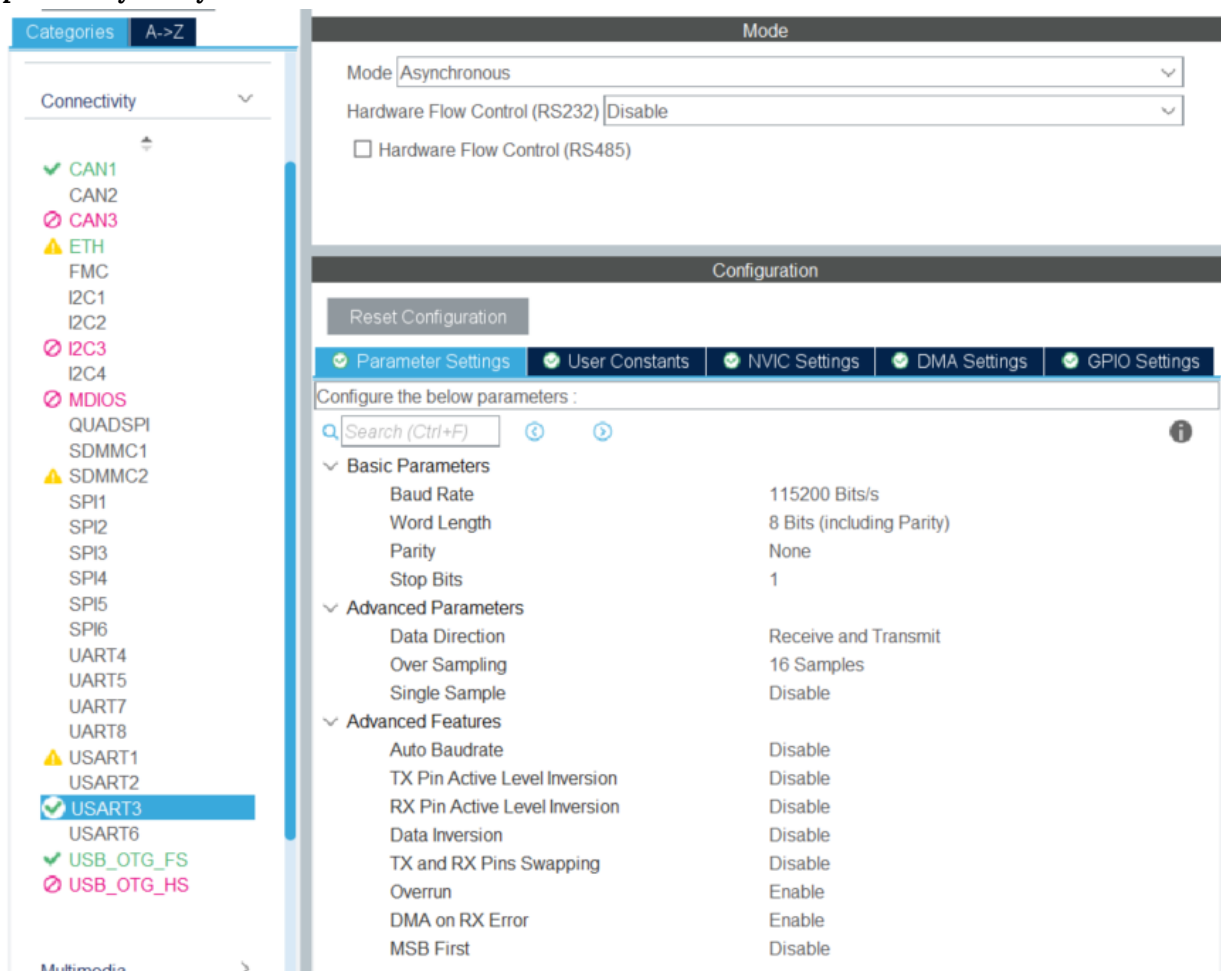 Categories A->Z
Connectivity
CAN1
CAN2
CAN3
ETH
FMC
I2C1
I2C2
I2C3
I2C4
MDIOS
QUADSPI
SDMMC1
SDMMC2
SPI1
SPI2
SPI3
SPI4
SPI5
SPI6
UART4
UART5
UART7
UART8
USART1
USART2
USART3
USART6
USB_OTG_FS
USB_OTG_HS
Multimedia
Mode
Mode Asynchronous
Hardware Flow Control (RS232) Disable
Hardware Flow Control (RS485)
Configuration
Reset Configuration
Parameter Settings User Constants NVIC Settings DMA Settings GPIO Settings
Configure the below parameters :
Search (Ctrl+F)
Basic Parameters
Baud Rate 115200 Bits/s
Word Length 8 Bits (including Parity)
Parity None
Stop Bits 1
Advanced Parameters
Data Direction Receive and Transmit
Over Sampling 16 Samples
Single Sample Disable
Advanced Features
Auto Baudrate Disable
TX Pin Active Level Inversion Disable
RX Pin Active Level Inversion Disable
Data Inversion Disable
TX and RX Pins Swapping Disable
Overrun Enable
DMA on RX Error Enable
MSB First Disable